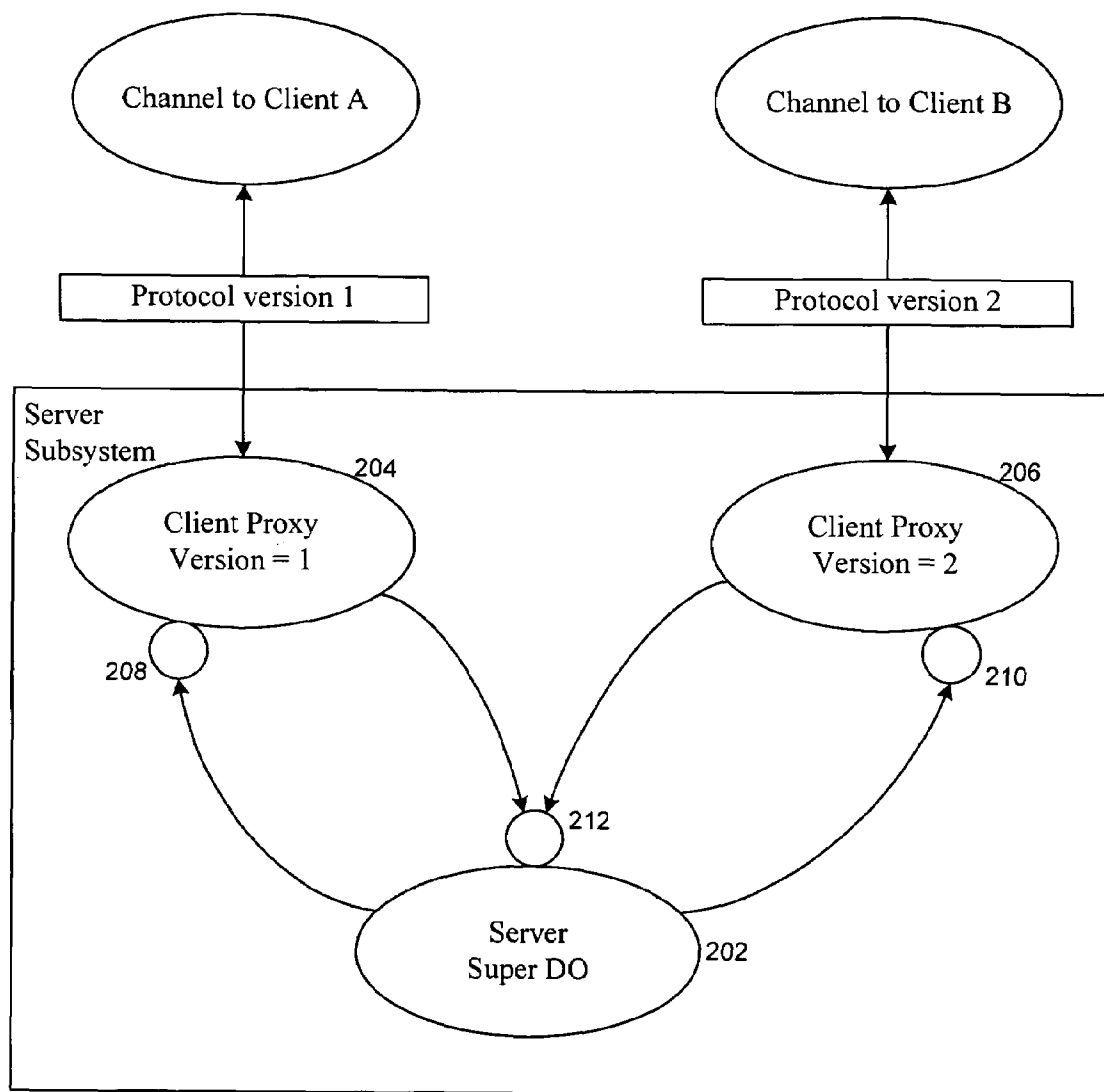 Channel to Client A
Channel to Client B
Protocol version 1
Protocol version 2
Server
Subsystem
204
206
Client Proxy
Version = 1
Client Proxy
Version = 2
208
210
212
Server
Super DO
202